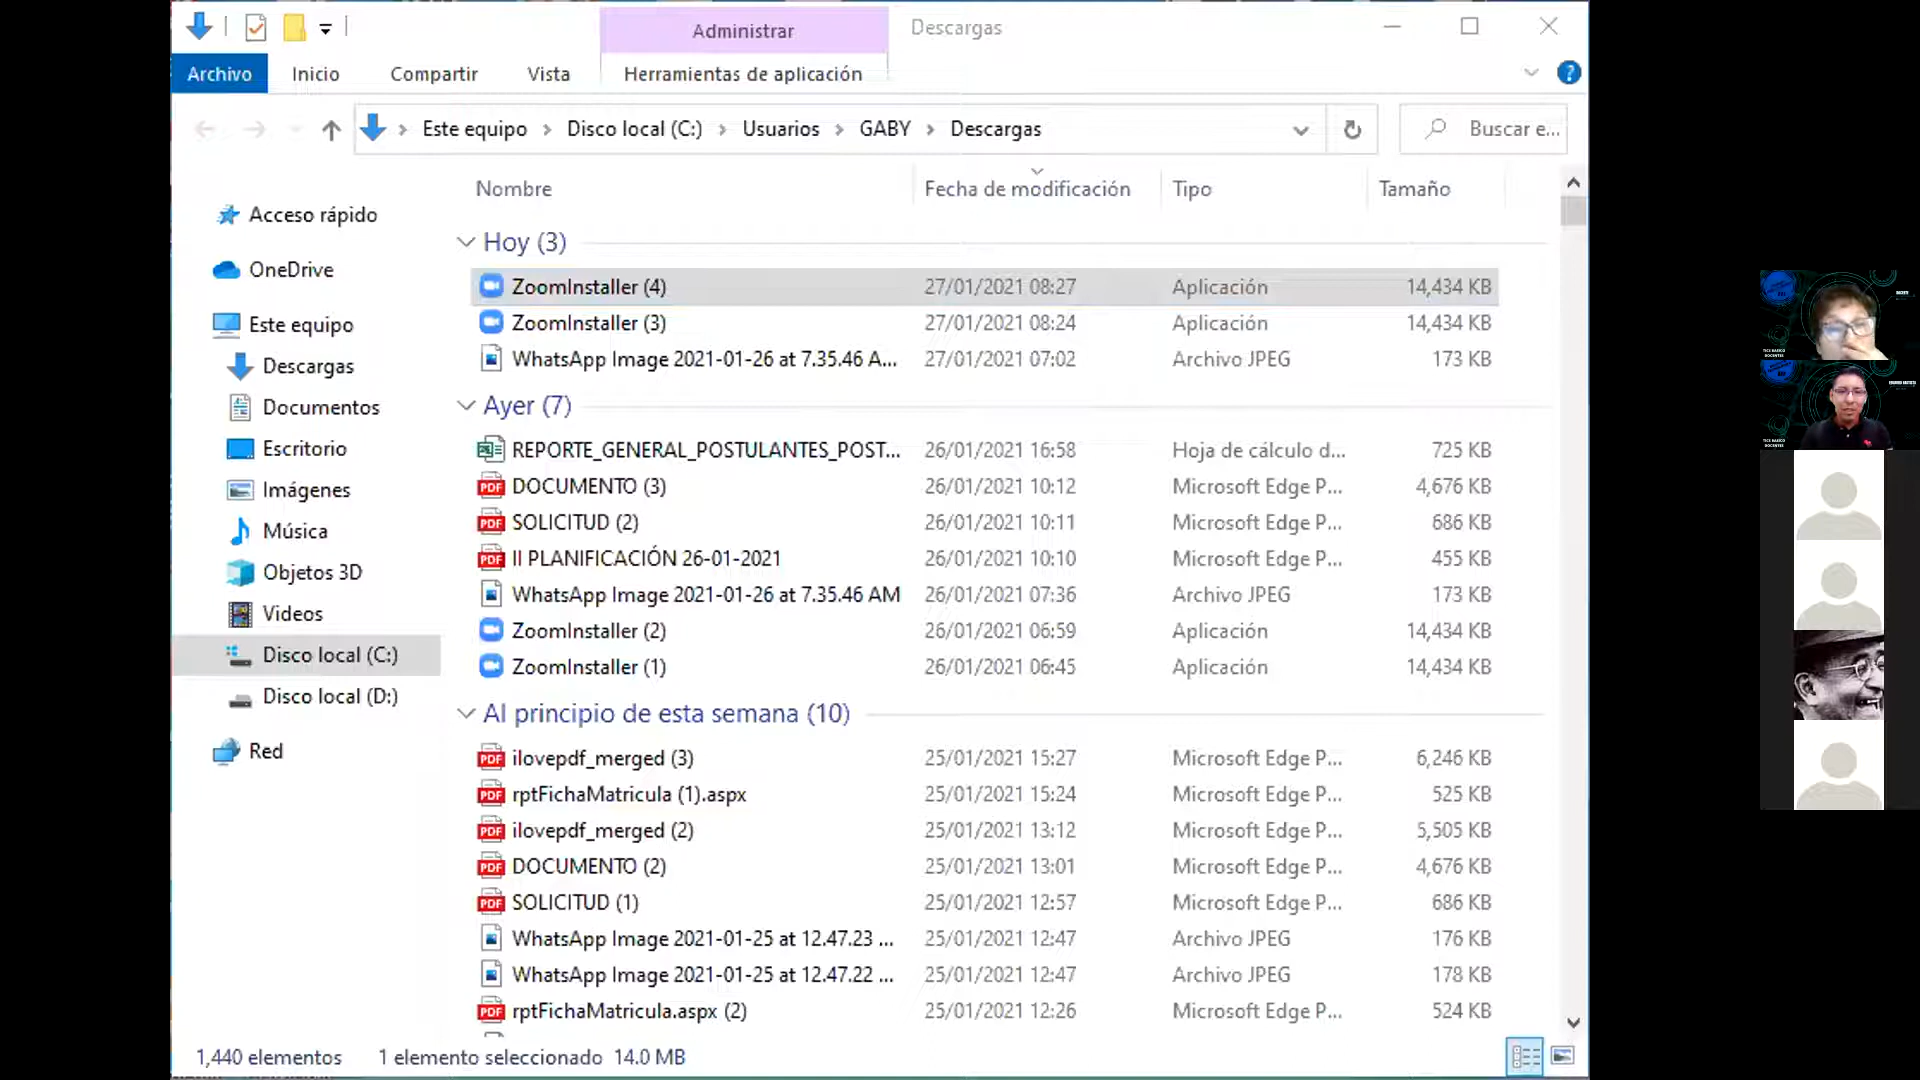 Administrar
Descargas
Archivo
Inicio
Compartir
Vista
Herramientas de aplicación
Este equipo > Disco local (C:) > Usuarios > GABY > Descargas
Buscar e...
Nombre
Fecha de modificación
Tipo
Tamaño
Acceso rápido
OneDrive
Este equipo
Descargas
Documentos
Escritorio
Imágenes
Música
Objetos 3D
Videos
Disco local (C:)
Disco local (D:)
Red
Hoy (3)
ZoomInstaller (4) 27/01/2021 08:27 Aplicación 14,434 KB
ZoomInstaller (3) 27/01/2021 08:24 Aplicación 14,434 KB
WhatsApp Image 2021-01-26 at 7.35.46 A... 27/01/2021 07:02 Archivo JPEG 173 KB
Ayer (7)
REPORTE_GENERAL_POSTULANTES_POST... 26/01/2021 16:58 Hoja de cálculo d... 725 KB
DOCUMENTO (3) 26/01/2021 10:12 Microsoft Edge P... 4,676 KB
SOLICITUD (2) 26/01/2021 10:11 Microsoft Edge P... 686 KB
II PLANIFICACIÓN 26-01-2021 26/01/2021 10:10 Microsoft Edge P... 455 KB
WhatsApp Image 2021-01-26 at 7.35.46 AM 26/01/2021 07:36 Archivo JPEG 173 KB
ZoomInstaller (2) 26/01/2021 06:59 Aplicación 14,434 KB
ZoomInstaller (1) 26/01/2021 06:45 Aplicación 14,434 KB
Al principio de esta semana (10)
ilovepdf_merged (3) 25/01/2021 15:27 Microsoft Edge P... 6,246 KB
rptFichaMatricula (1).aspx 25/01/2021 15:24 Microsoft Edge P... 525 KB
ilovepdf_merged (2) 25/01/2021 13:12 Microsoft Edge P... 5,505 KB
DOCUMENTO (2) 25/01/2021 13:01 Microsoft Edge P... 4,676 KB
SOLICITUD (1) 25/01/2021 12:57 Microsoft Edge P... 686 KB
WhatsApp Image 2021-01-25 at 12.47.23 ... 25/01/2021 12:47 Archivo JPEG 176 KB
WhatsApp Image 2021-01-25 at 12.47.22 ... 25/01/2021 12:47 Archivo JPEG 178 KB
rptFichaMatricula.aspx (2) 25/01/2021 12:26 Microsoft Edge P... 524 KB
1,440 elementos
1 elemento seleccionado 14.0 MB
TICS BASICO
DOCENTES
TICS BASICO
DOCENTES